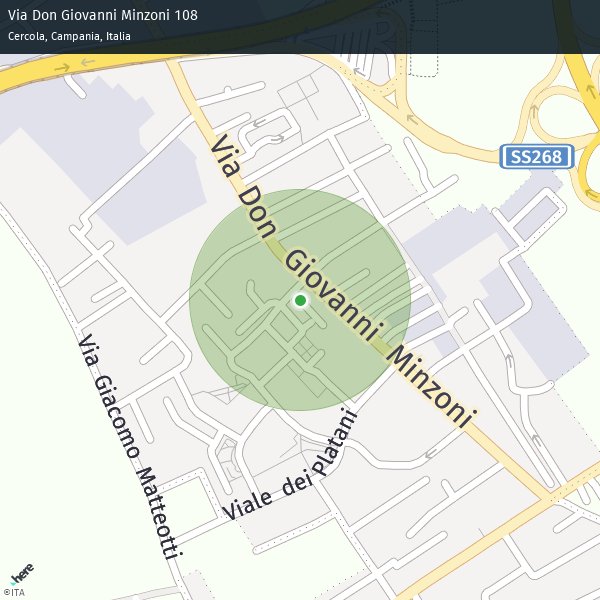 Via Don Giovanni Minzoni 108
Cercola, Campania, Italia
SS268
Via Don Giovanni Minzoni
Via Giacomo Matteotti
Viale dei Platani
here
©ITA